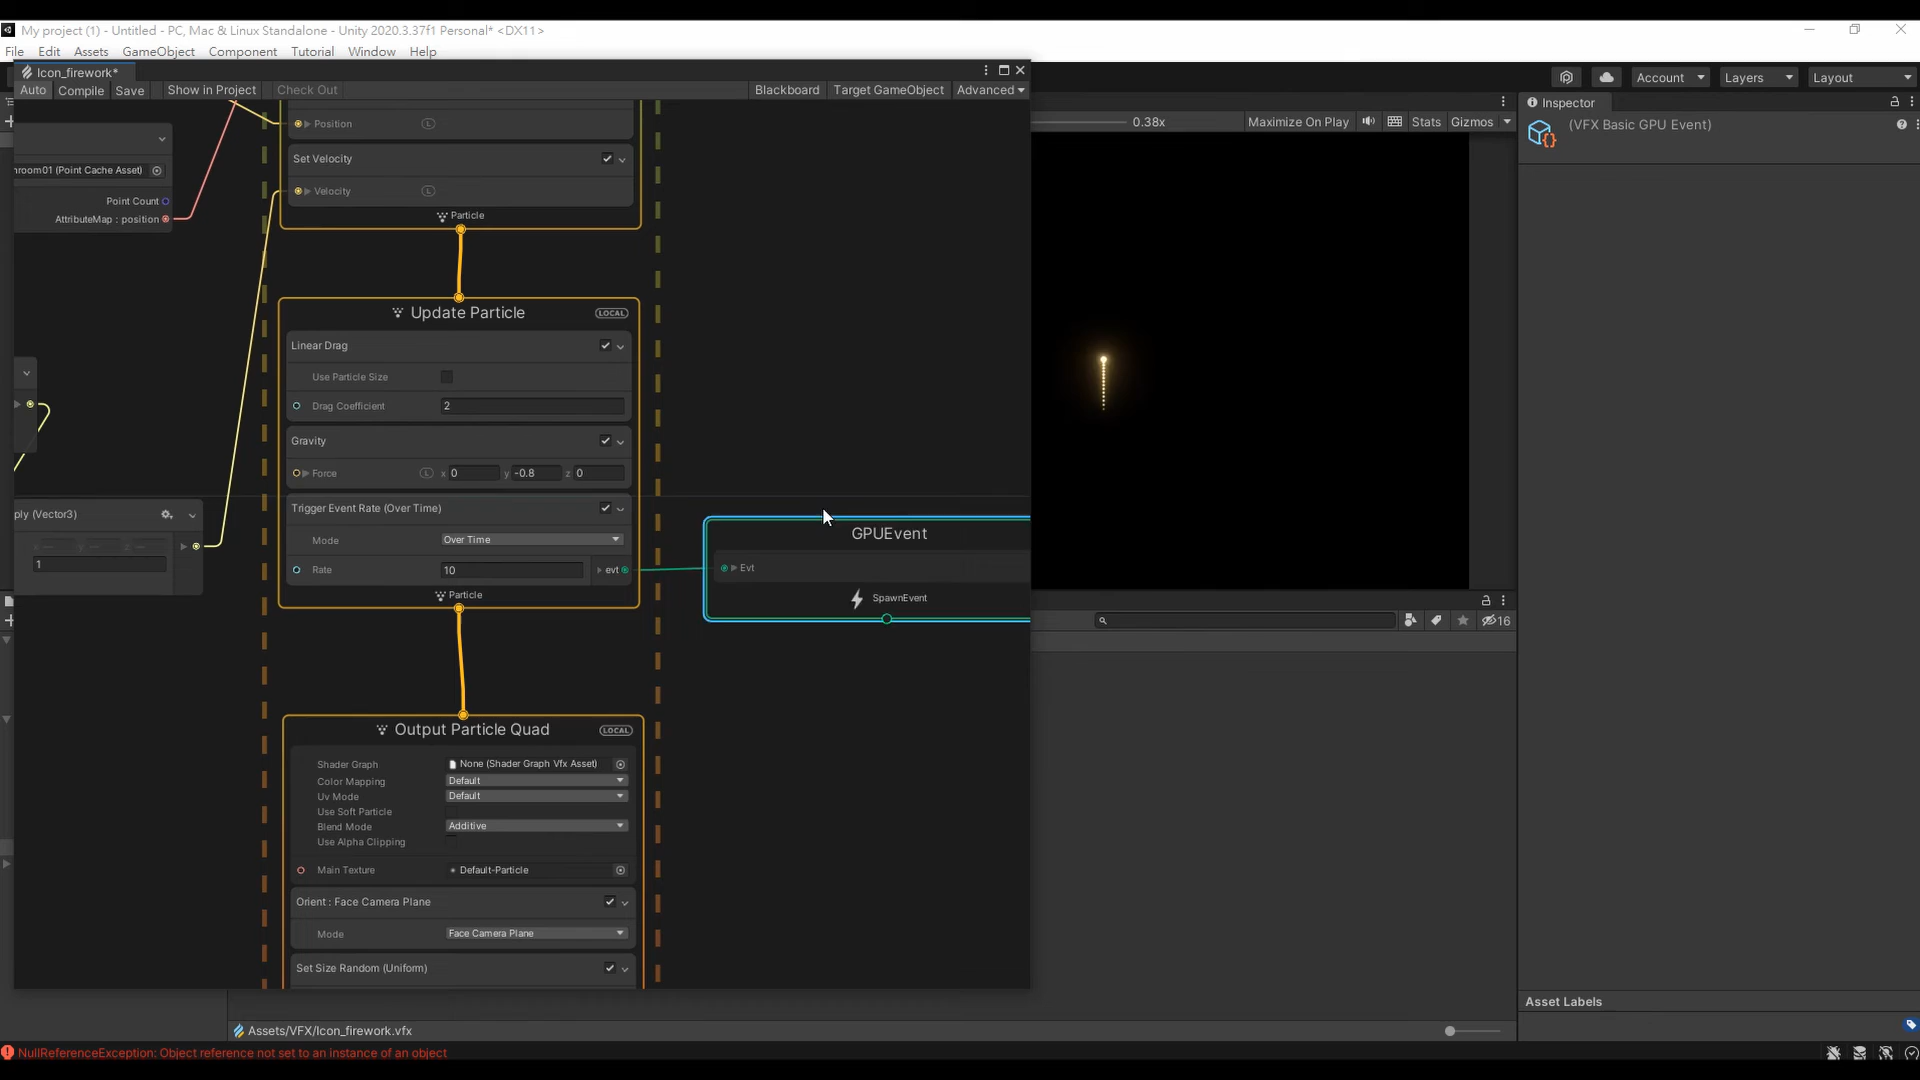 My project (1) - Untitled - PC, Mac & Linux Standalone - Unity 2020.3.37f1 Personal* <DX11>
File Edit Assets GameObject Component Tutorial Window Help
Icon_firework*
Auto Compile Save Show in Project Check Out Blackboard Target GameObject Advanced
Account Layers Layout
0.38x Maximize On Play Stats Gizmos
Inspector
(VFX Basic GPU Event)
Position L
Set Velocity
Velocity L
Particle
hroom01 (Point Cache Asset)
Point Count
AttributeMap : position
Update Particle LOCAL
Linear Drag
Use Particle Size
Drag Coefficient 2
Gravity
Force L x 0 y -0.8 z 0
Trigger Event Rate (Over Time)
Mode Over Time
Rate 10 evt
Particle
ply (Vector3)
1
GPUEvent
Evt
SpawnEvent
16
Output Particle Quad LOCAL
Shader Graph None (Shader Graph Vfx Asset)
Color Mapping Default
Uv Mode Default
Use Soft Particle
Blend Mode Additive
Use Alpha Clipping
Main Texture Default-Particle
Orient : Face Camera Plane
Mode Face Camera Plane
Set Size Random (Uniform)
Asset Labels
Assets/VFX/Icon_firework.vfx
NullReferenceException: Object reference not set to an instance of an object